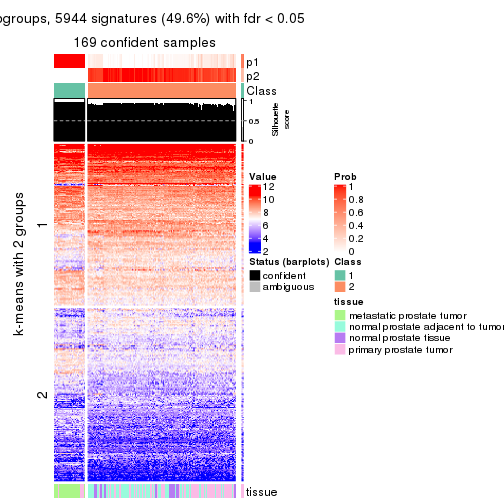 ogroups, 5944 signatures (49.6%) with fdr < 0.05
169 confident samples
p1
p2
Class
1
0.5
0
Silhouette
score
k-means with 2 groups
1
2
Value
12
10
8
6
4
2
Prob
1
0.8
0.6
0.4
0.2
0
Status (barplots)
confident
ambiguous
Class
1
2
tissue
metastatic prostate tumor
normal prostate adjacent to tumor
normal prostate tissue
primary prostate tumor
tissue